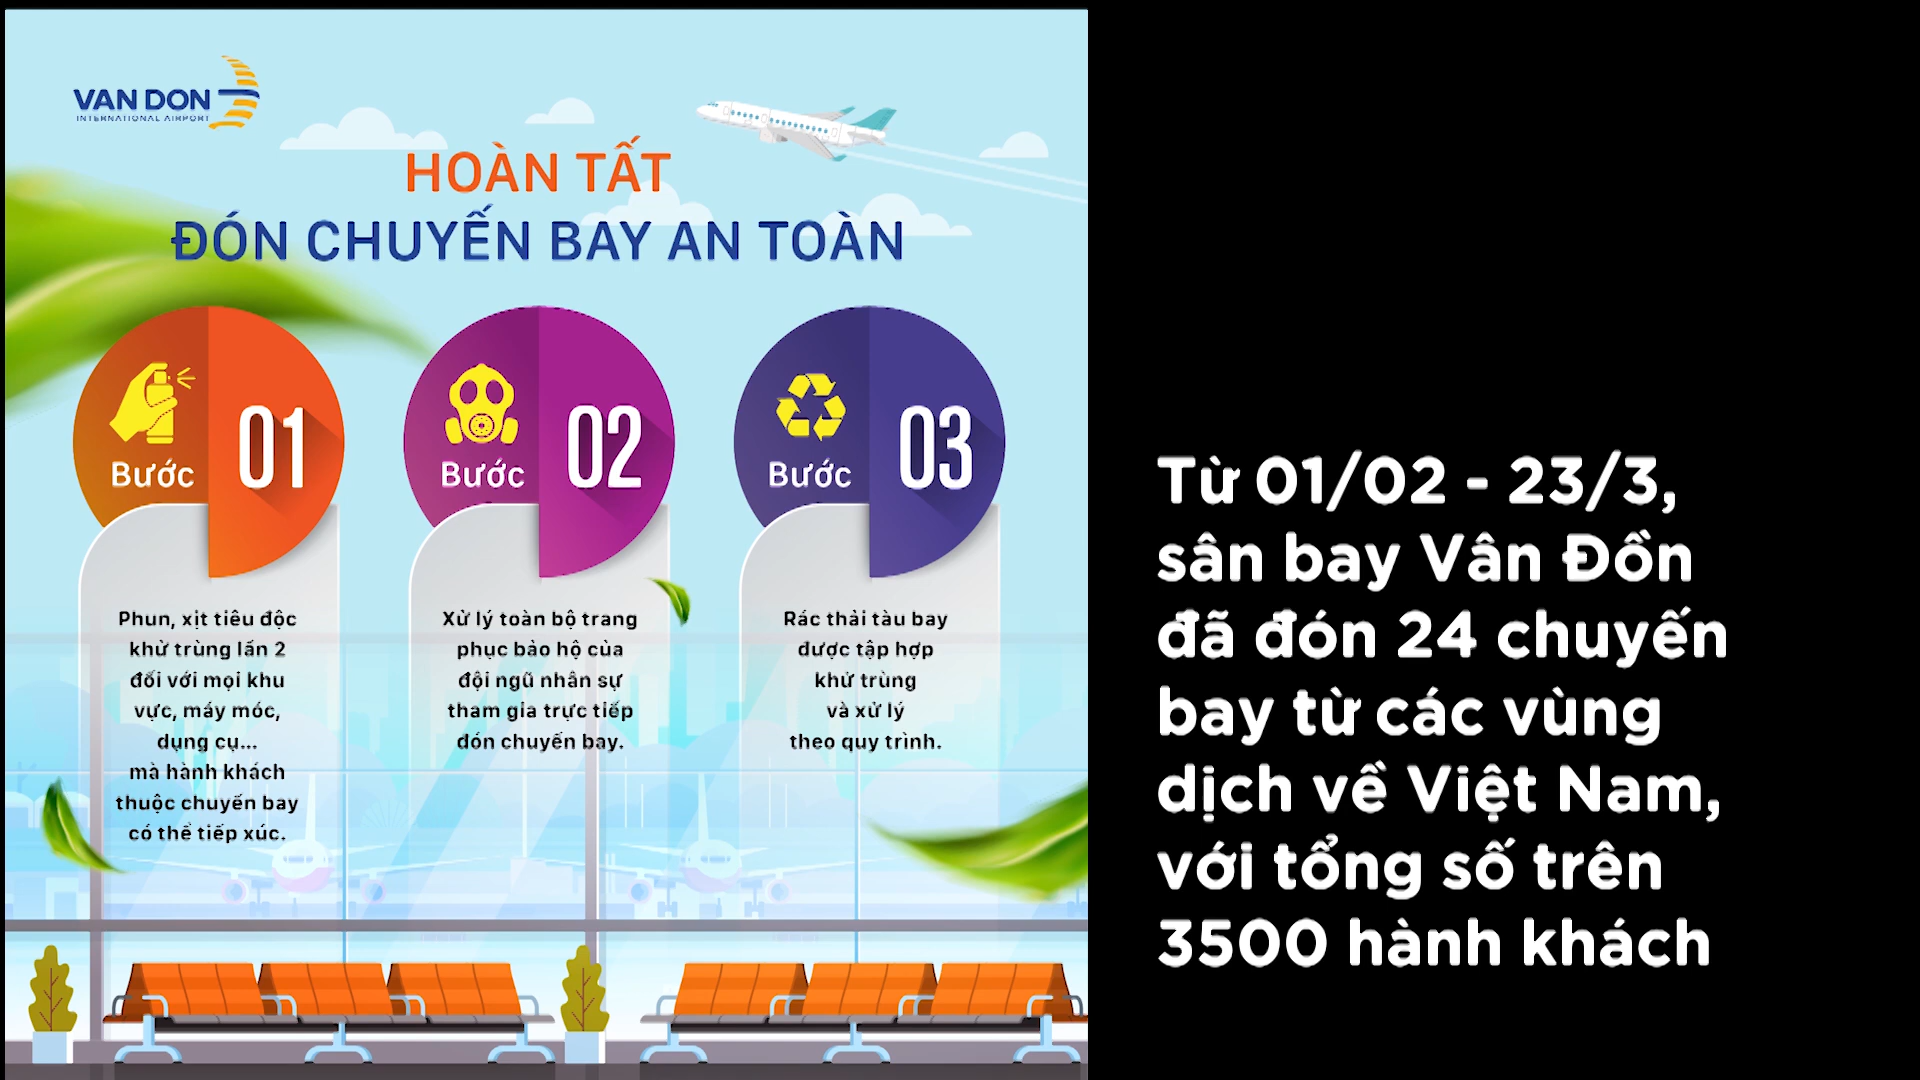 VAN DON
INTERNATIONAL AIRPORT
HOÀN TẤT
ĐÓN CHUYẾN BAY AN TOÀN
Bước 01
Phun, xịt tiêu độc
khử trùng lần 2
đối với mọi khu
vực, máy móc,
dụng cụ...
mà hành khách
thuộc chuyến bay
có thể tiếp xúc.
Bước 02
Xử lý toàn bộ trang
phục bảo hộ của
đội ngũ nhân sự
tham gia trực tiếp
đón chuyến bay.
Bước 03
Rác thải tàu bay
được tập hợp
khử trùng
và xử lý
theo quy trình.
Từ 01/02 - 23/3,
sân bay Vân Đồn
đã đón 24 chuyến
bay từ các vùng
dịch về Việt Nam,
với tổng số trên
3500 hành khách